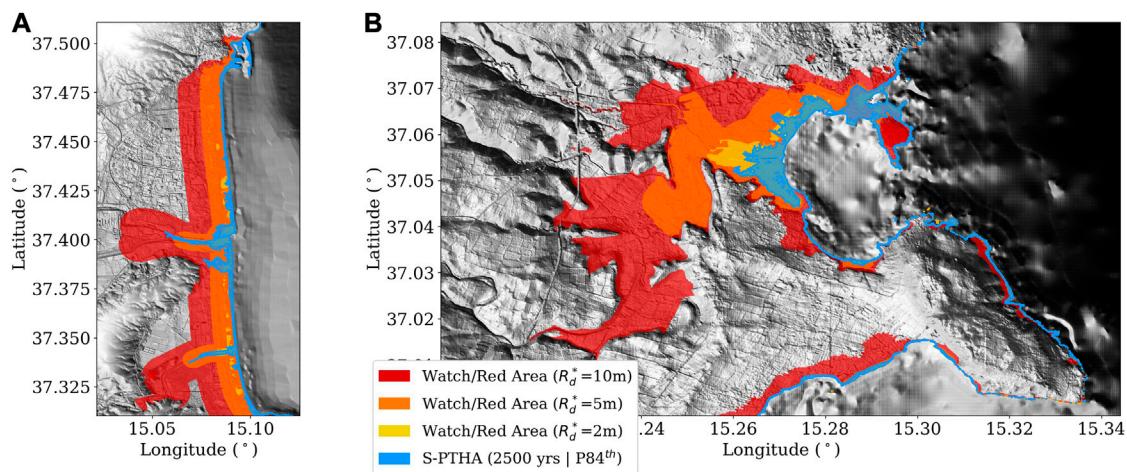 A
37.500
37.475
37.450
37.425
37.400
37.375
37.350
37.325
Latitude (°)
15.05 15.10
Longitude (°)
B
37.08
37.07
37.06
37.05
37.04
37.03
37.02
Latitude (°)
15.24 15.26 15.28 15.30 15.32 15.34
Longitude (°)
Watch/Red Area (R*d=10m)
Watch/Red Area (R*d=5m)
Watch/Red Area (R*d=2m)
S-PTHA (2500 yrs | P84th)